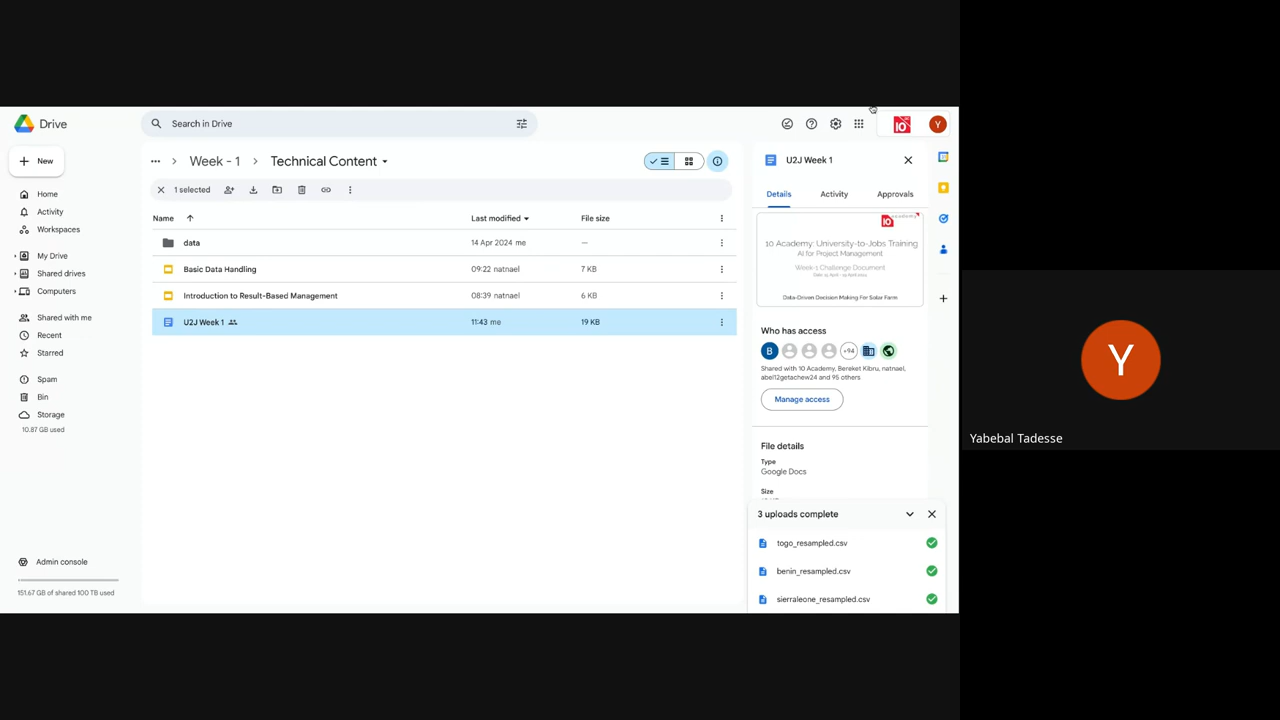 Drive
Search in Drive
10
Y
New
Week - 1
Technical Content
U2J Week 1
1 selected
Details
Activity
Approvals
Home
Activity
Workspaces
My Drive
Shared drives
Computers
Shared with me
Recent
Starred
Spam
Bin
Storage
10.87 GB used
Admin console
151.67 GB of shared 100 TB used
Name
Last modified
File size
data
14 Apr 2024 me
—
Basic Data Handling
09:22 natnael
7 KB
Introduction to Result-Based Management
08:39 natnael
6 KB
U2J Week 1
11:43 me
19 KB
10
10 Academy: University-to-Jobs Training
AI for Project Management
Week-1 Challenge Document
Data-Driven Decision Making For Solar Farm
Who has access
B
+94
Shared with 10 Academy, Bereket Kibru, natnael,
abel12getachew24 and 95 others
Manage access
File details
Type
Google Docs
Size
3 uploads complete
togo_resampled.csv
benin_resampled.csv
sierraleone_resampled.csv
Y
Yabebal Tadesse